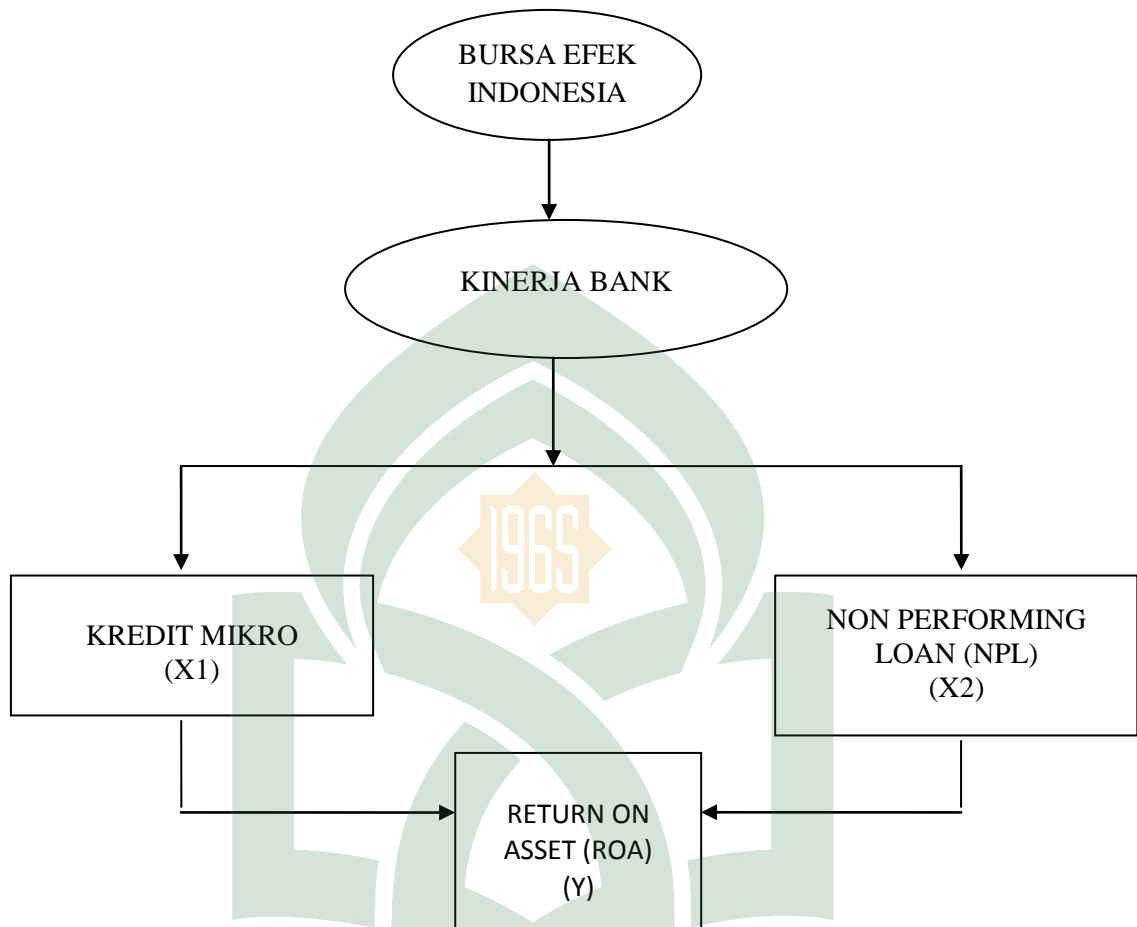 BURSA EFEK
INDONESIA
KINERJA BANK
1965
KREDIT MIKRO
(X1)
NON PERFORMING
LOAN (NPL)
(X2)
RETURN ON
ASSET (ROA)
(Y)